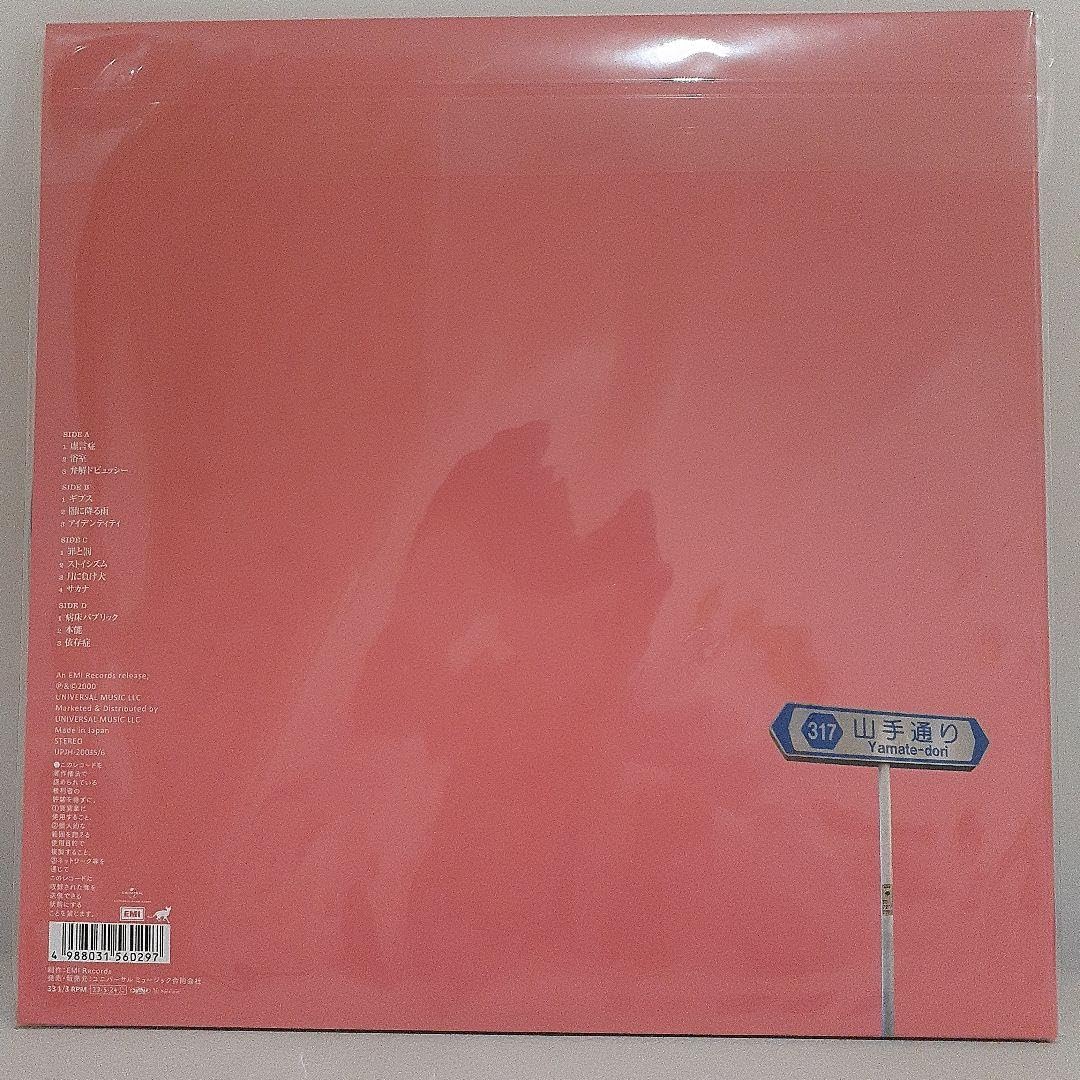 SIDE A
1 虚言症
2 浴室
3 弁解ドビュッシー
SIDE B
1 ギブス
2 闇に降る雨
3 アイデンティティ
SIDE C
1 罪と罰
2 ストイシズム
3 月に負け犬
4 サカナ
SIDE D
1 病床パブリック
2 本能
3 依存症
An EMI Records release,
℗&©2000
UNIVERSAL MUSIC LLC
Marketed & Distributed by
UNIVERSAL MUSIC LLC
Made in Japan
STEREO
UPJH-20035/6
●このレコードを
著作権法で
認められている
権利者の
許諾を得ずに、
①賃貸業に
使用すること、
②個人的な
範囲を超える
使用目的で
複製すること、
③ネットワーク等を
通じて
このレコードに
収録された音を
送信できる
状態にする
ことを禁じます。
UNIVERSAL
EMI
4 988031 560297
制作:EMI Records
発売・販売元:ユニバーサル ミュージック合同会社
33 1/3 RPM 23・5・24
317 山手通り
Yamate-dori